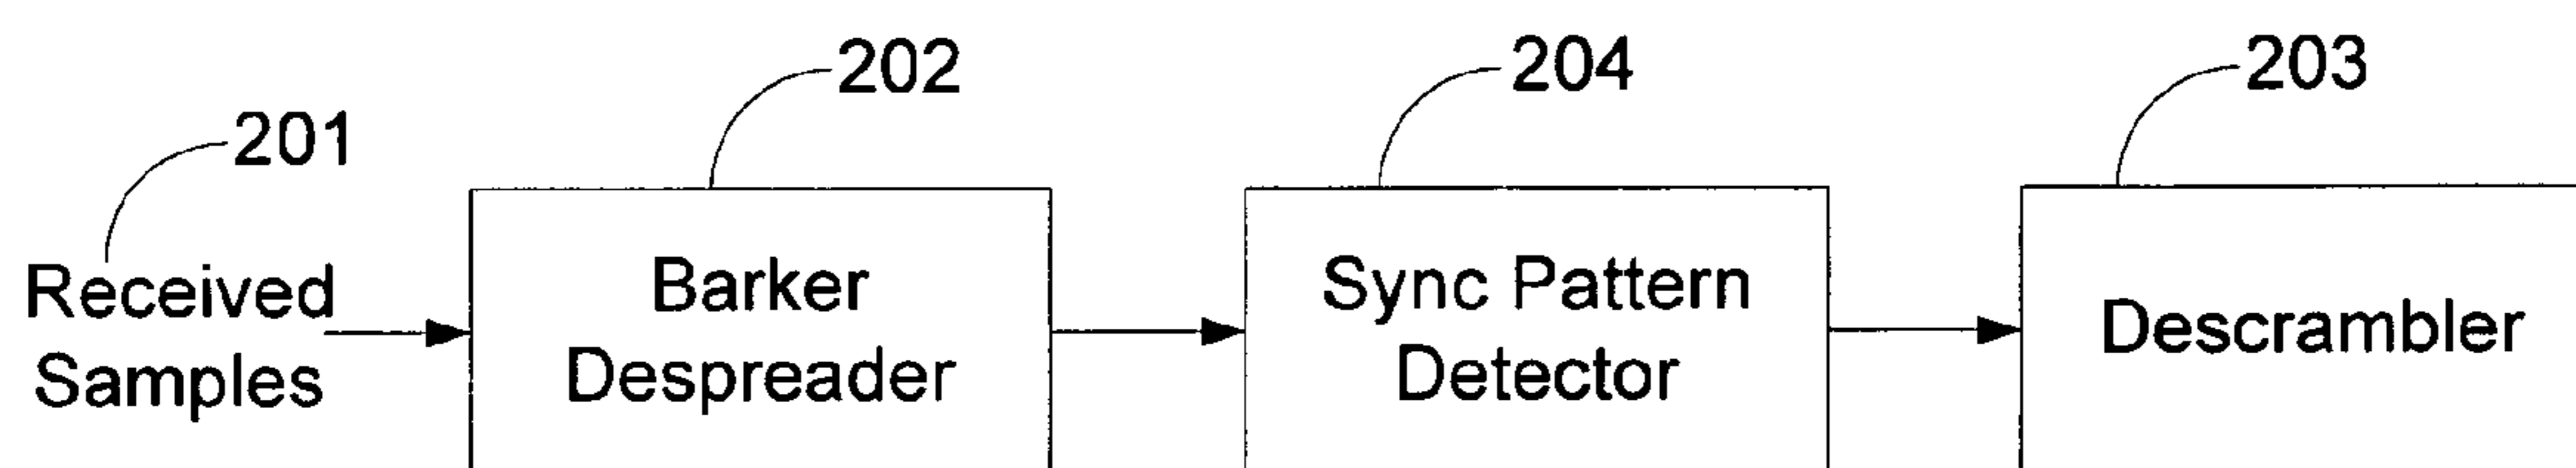 201
202
204
203
Received
Samples
Barker
Despreader
Sync Pattern
Detector
Descrambler